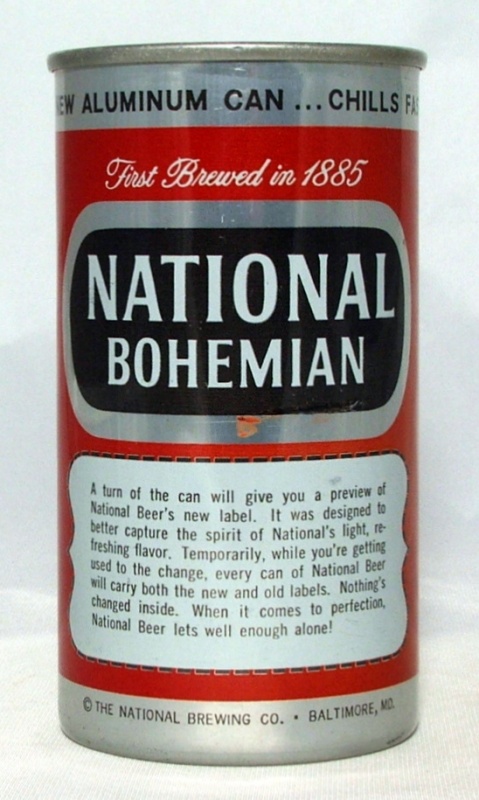 EW ALUMINUM CAN ... CHILLS FA
First Brewed in 1885
NATIONAL
BOHEMIAN
A turn of the can will give you a preview of
National Beer's new label. It was designed to
better capture the spirit of National's light, re-
freshing flavor. Temporarily, while you're getting
used to the change, every can of National Beer
will carry both the new and old labels. Nothing's
changed inside. When it comes to perfection,
National Beer lets well enough alone!
© THE NATIONAL BREWING CO. • BALTIMORE, MD.